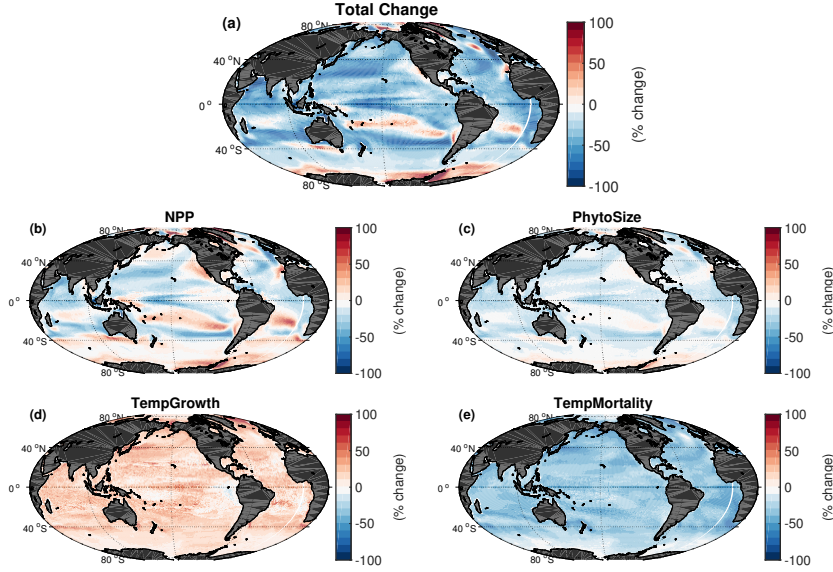 Total Change
(a)
80 °N
40 °N
0 °
40 °S
80 °S
100
50
0
-50
-100
(% change)
NPP
(b)
80 °N
40 °N
0 °
40 °S
80 °S
100
50
0
-50
-100
(% change)
PhytoSize
(c)
80 °N
40 °N
0 °
40 °S
80 °S
100
50
0
-50
-100
(% change)
TempGrowth
(d)
80 °N
40 °N
0 °
40 °S
80 °S
100
50
0
-50
-100
(% change)
TempMortality
(e)
80 °N
40 °N
0 °
40 °S
80 °S
100
50
0
-50
-100
(% change)